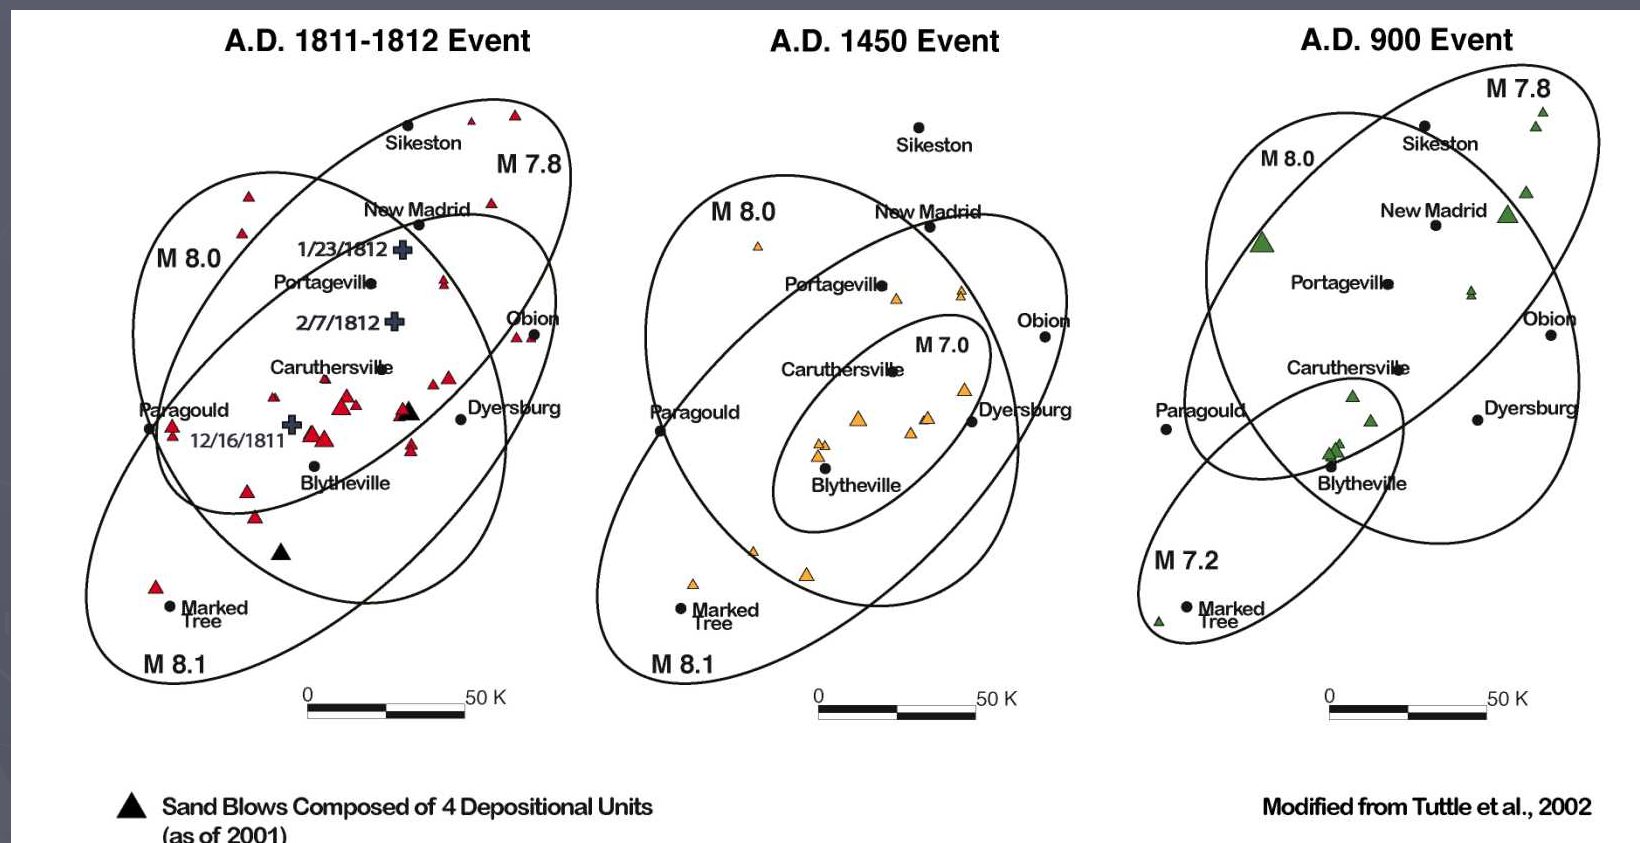 A.D. 1811-1812 Event
Sikeston
M 7.8
New Madrid
1/23/1812
M 8.0
Portageville
2/7/1812
Obion
Caruthersville
Paragould
Dyersburg
12/16/1811
Blytheville
Marked
Tree
M 8.1
0
50 K
A.D. 1450 Event
Sikeston
M 8.0
New Madrid
Portageville
Obion
M 7.0
Caruthersville
Paragould
Dyersburg
Blytheville
Marked
Tree
M 8.1
0
50 K
A.D. 900 Event
M 7.8
Sikeston
M 8.0
New Madrid
Portageville
Obion
Caruthersville
Paragould
Dyersburg
Blytheville
M 7.2
Marked
Tree
0
50 K
Sand Blows Composed of 4 Depositional Units
(as of 2001)
Modified from Tuttle et al., 2002